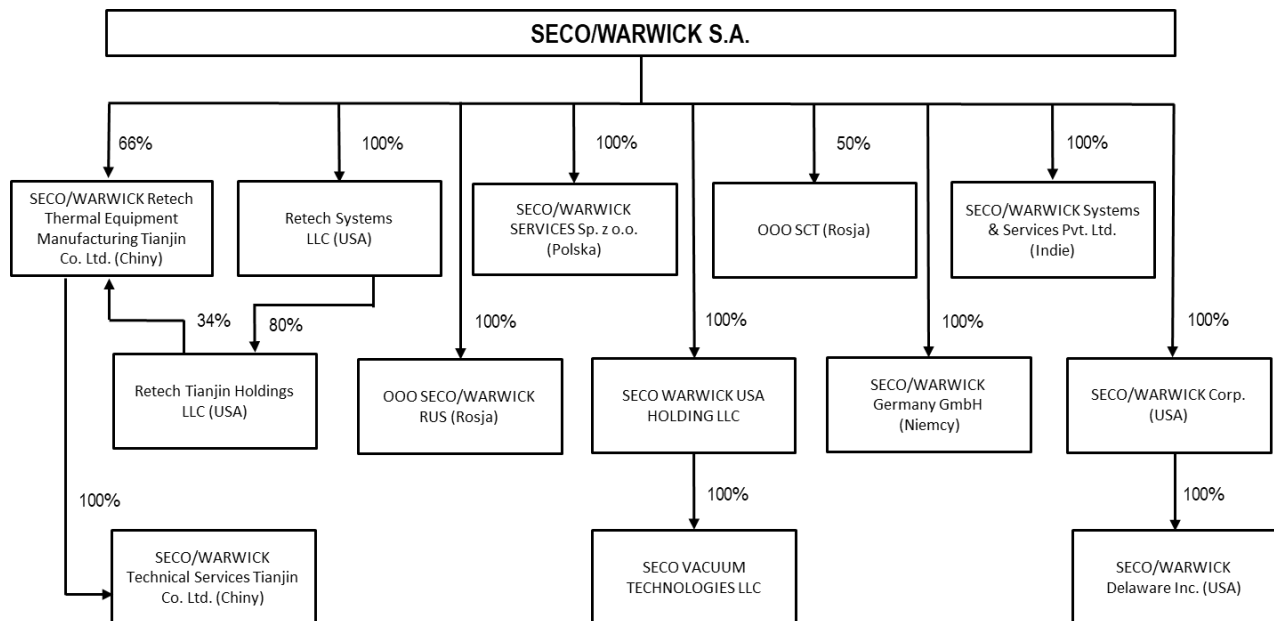 SECO/WARWICK S.A.
66%
100%
100%
50%
100%
SECO/WARWICK Retech
Thermal Equipment
Manufacturing Tianjin
Co. Ltd. (Chiny)
Retech Systems
LLC (USA)
SECO/WARWICK
SERVICES Sp. z o.o.
(Polska)
OOO SCT (Rosja)
SECO/WARWICK Systems
& Services Pvt. Ltd.
(Indie)
34%
80%
100%
100%
100%
100%
Retech Tianjin Holdings
LLC (USA)
OOO SECO/WARWICK
RUS (Rosja)
SECO WARWICK USA
HOLDING LLC
SECO/WARWICK
Germany GmbH
(Niemcy)
SECO/WARWICK Corp.
(USA)
100%
100%
100%
SECO/WARWICK
Technical Services Tianjin
Co. Ltd. (Chiny)
SECO VACUUM
TECHNOLOGIES LLC
SECO/WARWICK
Delaware Inc. (USA)